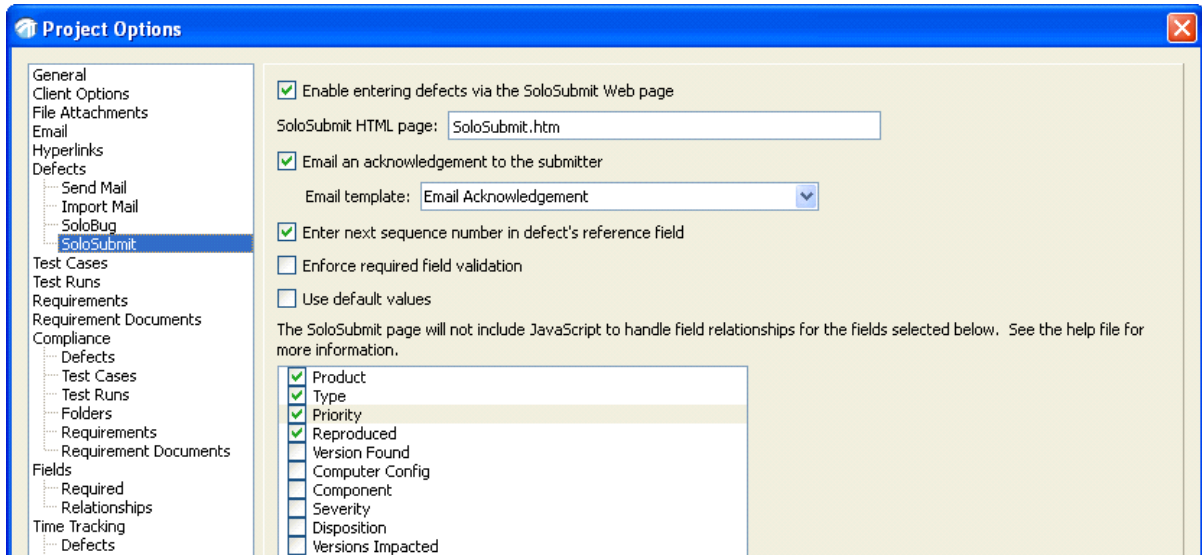 Project Options
General
Client Options
File Attachments
Email
Hyperlinks
Defects
Send Mail
Import Mail
SoloBug
SoloSubmit
Test Cases
Test Runs
Requirements
Requirement Documents
Compliance
Defects
Test Cases
Test Runs
Folders
Requirements
Requirement Documents
Fields
Required
Relationships
Time Tracking
Defects
Enable entering defects via the SoloSubmit Web page
SoloSubmit HTML page: SoloSubmit.htm
Email an acknowledgement to the submitter
Email template: Email Acknowledgement
Enter next sequence number in defect's reference field
Enforce required field validation
Use default values
The SoloSubmit page will not include JavaScript to handle field relationships for the fields selected below. See the help file for
more information.
Product
Type
Priority
Reproduced
Version Found
Computer Config
Component
Severity
Disposition
Versions Impacted